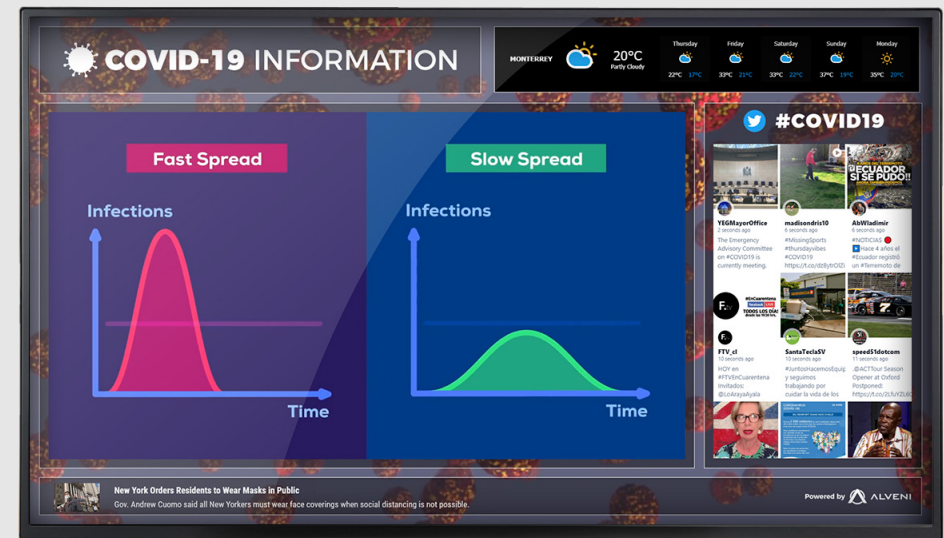 COVID-19 INFORMATION
MONTERREY
20°C
Partly Cloudy
Thursday
22°C 17°C
Friday
33°C 21°C
Saturday
33°C 22°C
Sunday
37°C 19°C
Monday
35°C 20°C
Fast Spread
Infections
Time
Slow Spread
Infections
Time
#COVID19
ECUADOR
SI SE PUDO!!
YEGMayorOffice
2 seconds ago
The Emergency
Advisory Committee
on #COVID19 is
currently meeting.
madisondris10
6 seconds ago
#MissingSports
#thursdayvibes
#COVID19
AbWladimir
6 seconds ago
#NOTICIAS
Hace 4 años el
#Ecuador registró
un #Terremoto de
#EnCuarentena
TODOS LOS DÍAS
FTV_cl
10 seconds ago
HOY en
#FTVEnCuarentena
Invitados:
@LoArayaAyala
SantaTeclaSV
10 seconds ago
#JuntosHacemosEquip
y seguimos
trabajando por
cuidar la vida de los
speed51dotcom
11 seconds ago
.@ACTTour Season
Opener at Oxford
Postponed:
New York Orders Residents to Wear Masks in Public
Gov. Andrew Cuomo said all New Yorkers must wear face coverings when social distancing is not possible.
Powered by ALVENI